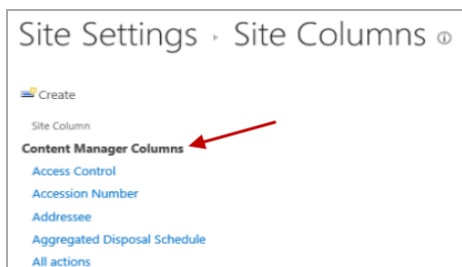 Site Settings › Site Columns ⓘ
Create
Site Column
Content Manager Columns
Access Control
Accession Number
Addressee
Aggregated Disposal Schedule
All actions